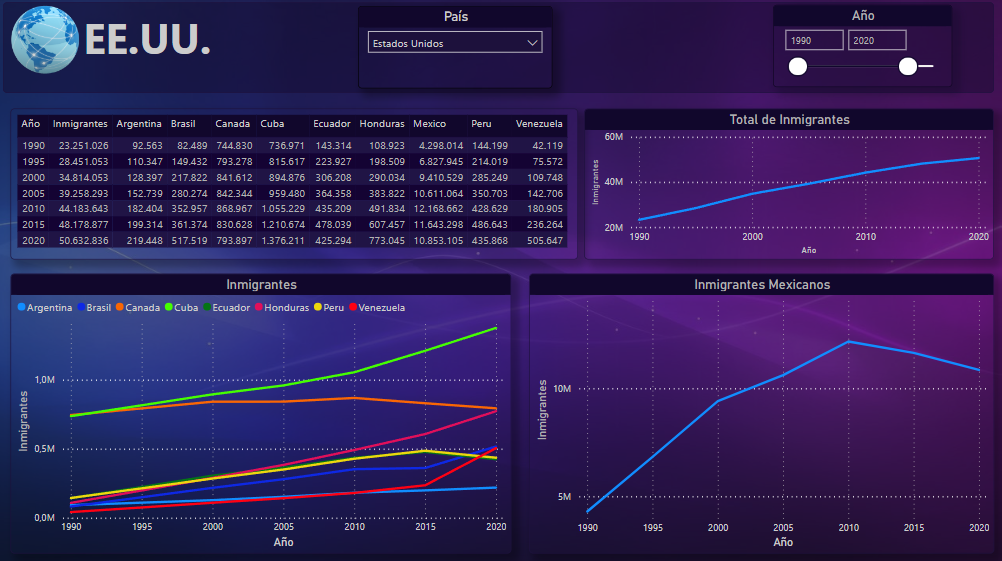 EE.UU.
País
Estados Unidos
Año
1990 2020
Año Inmigrantes Argentina Brasil Canada Cuba Ecuador Honduras Mexico Peru Venezuela
1990 23.251.026 92.563 82.489 744.830 736.971 143.314 108.923 4.298.014 144.199 42.119
1995 28.451.053 110.347 149.432 793.278 815.617 223.927 198.509 6.827.945 214.019 75.572
2000 34.814.053 128.397 217.822 841.612 894.876 306.208 290.034 9.410.529 285.249 109.748
2005 39.258.293 152.739 280.274 842.344 959.480 364.358 383.822 10.611.064 350.703 142.706
2010 44.183.643 182.404 352.957 868.967 1.055.229 435.209 491.834 12.168.662 428.629 180.905
2015 48.178.877 199.314 361.374 830.628 1.210.674 478.039 607.457 11.643.298 486.643 236.264
2020 50.632.836 219.448 517.519 793.897 1.376.211 425.294 773.045 10.853.105 435.868 505.647
Total de Inmigrantes
Inmigrantes
60M
40M
20M
1990 2000 2010 2020
Año
Inmigrantes
Argentina Brasil Canada Cuba Ecuador Honduras Peru Venezuela
Inmigrantes
1,0M
0,5M
0,0M
1990 1995 2000 2005 2010 2015 2020
Año
Inmigrantes Mexicanos
Inmigrantes
10M
5M
1990 1995 2000 2005 2010 2015 2020
Año